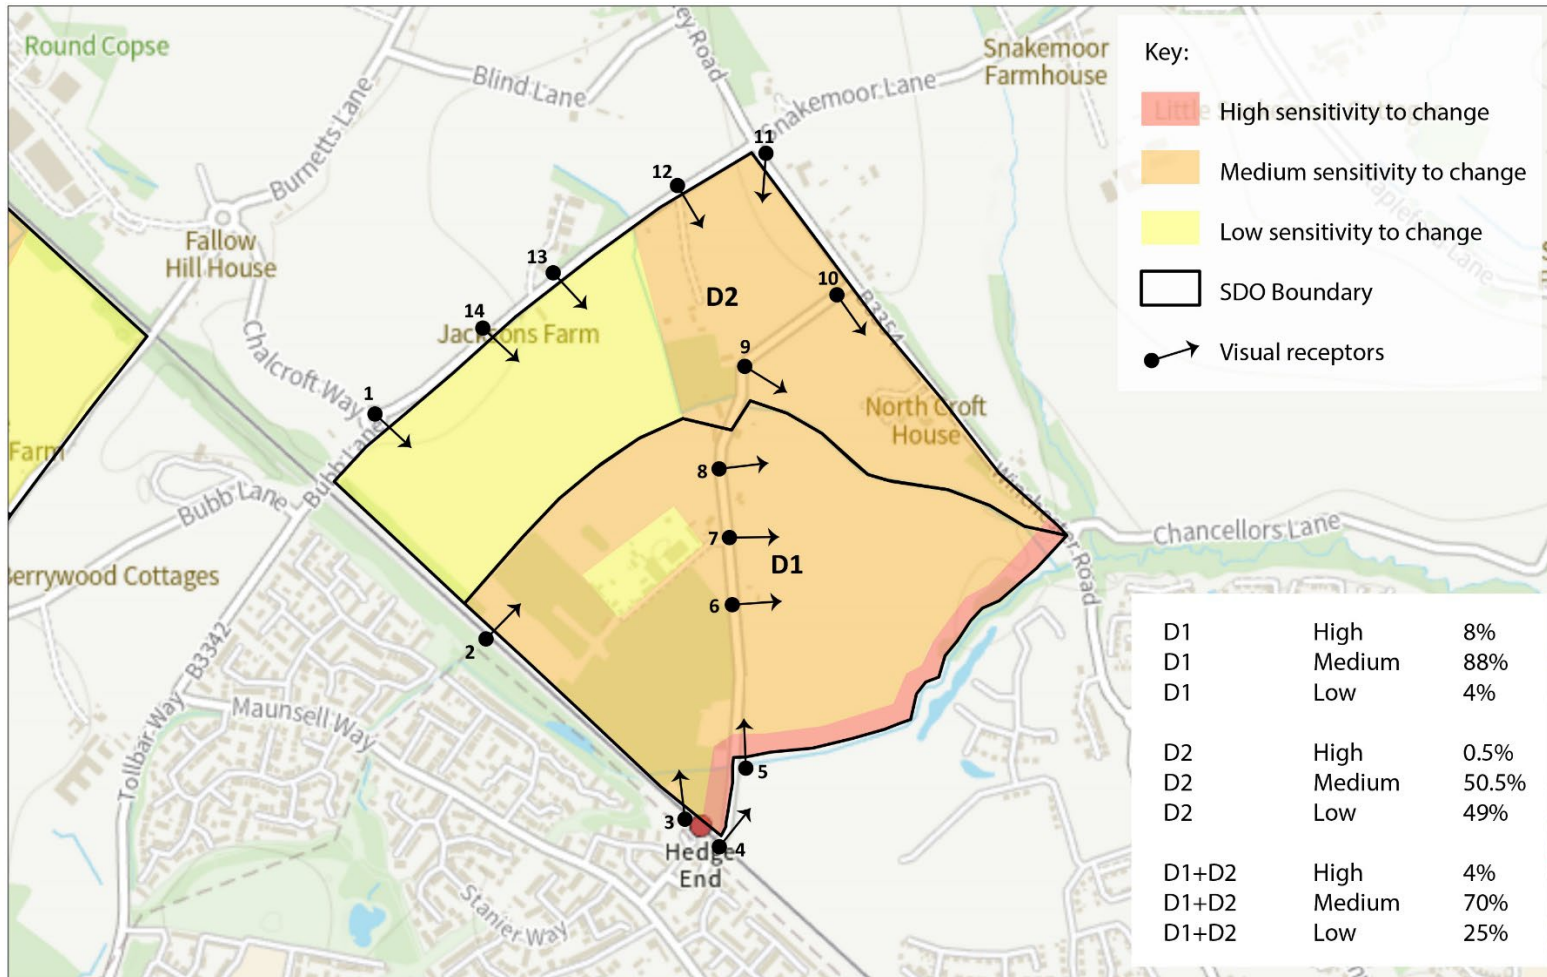 Round Copse
Blind Lane
ey Road
Snakemoor Lane
Snakemoor
Farmhouse
Burnetts Lane
Fallow
Hill House
Chalcroft Way
Jacksons Farm
Bubb Lane
Bubb Lane
Farm
Berrywood Cottages
Tollbar Way
B3342
Maunsell Way
Stanier Way
Hedge
End
North Croft
House
B3354
Winchester Road
Chancellors Lane
D2
D1
1
2
3
4
5
6
7
8
9
10
11
12
13
14
Key:
High sensitivity to change
Medium sensitivity to change
Low sensitivity to change
SDO Boundary
Visual receptors
D1 High 8%
D1 Medium 88%
D1 Low 4%
D2 High 0.5%
D2 Medium 50.5%
D2 Low 49%
D1+D2 High 4%
D1+D2 Medium 70%
D1+D2 Low 25%